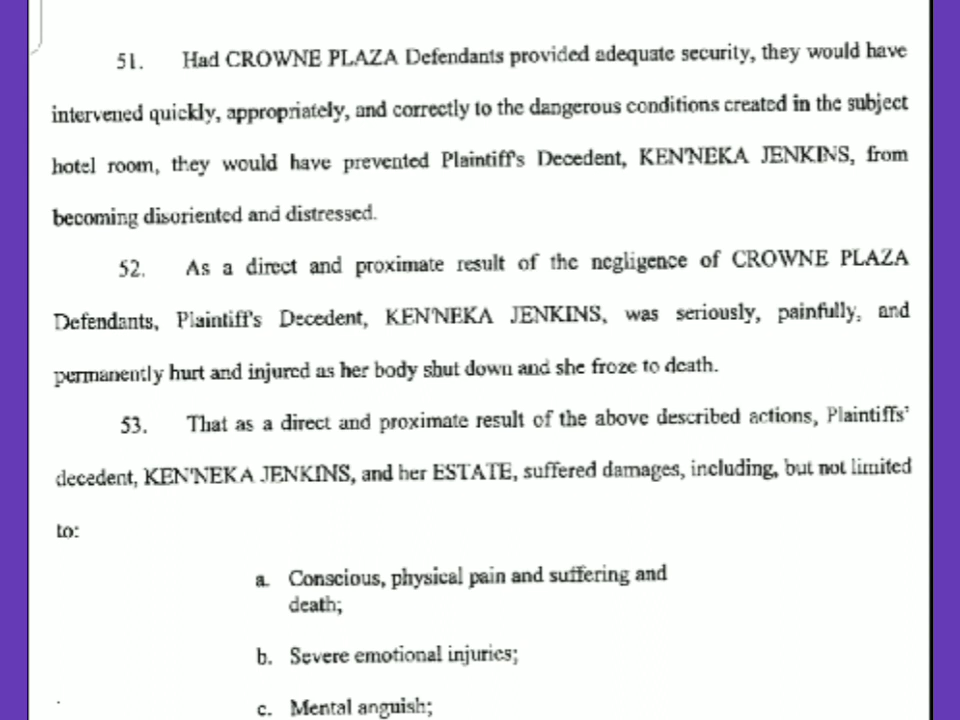 51. Had CROWNE PLAZA Defendants provided adequate security, they would have
intervened quickly, appropriately, and correctly to the dangerous conditions created in the subject
hotel room, they would have prevented Plaintiff's Decedent, KEN'NEKA JENKINS, from
becoming disoriented and distressed.
52. As a direct and proximate result of the negligence of CROWNE PLAZA
Defendants, Plaintiff's Decedent, KEN'NEKA JENKINS, was seriously, painfully, and
permanently hurt and injured as her body shut down and she froze to death.
53. That as a direct and proximate result of the above described actions, Plaintiffs'
decedent, KEN'NEKA JENKINS, and her ESTATE, suffered damages, including, but not limited
to:
a. Conscious, physical pain and suffering and
death;
b. Severe emotional injuries;
c. Mental anguish;